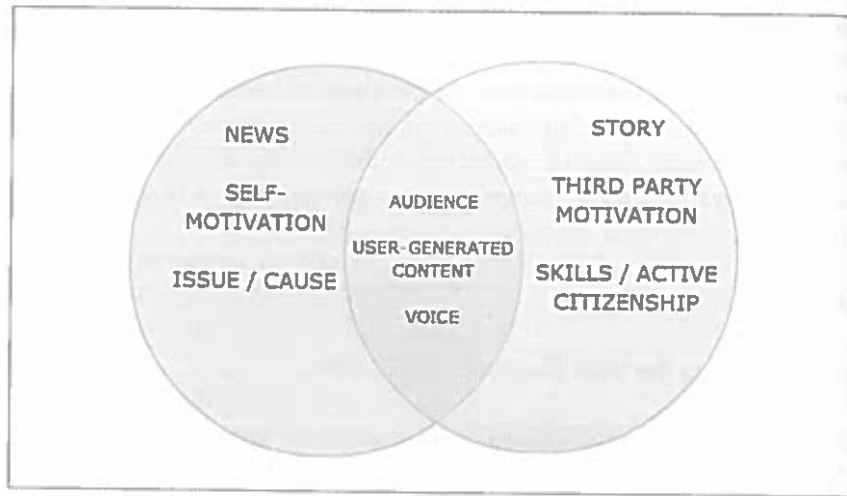 NEWS
SELF-
MOTIVATION
ISSUE / CAUSE
AUDIENCE
USER-GENERATED
CONTENT
VOICE
STORY
THIRD PARTY
MOTIVATION
SKILLS / ACTIVE
CITIZENSHIP